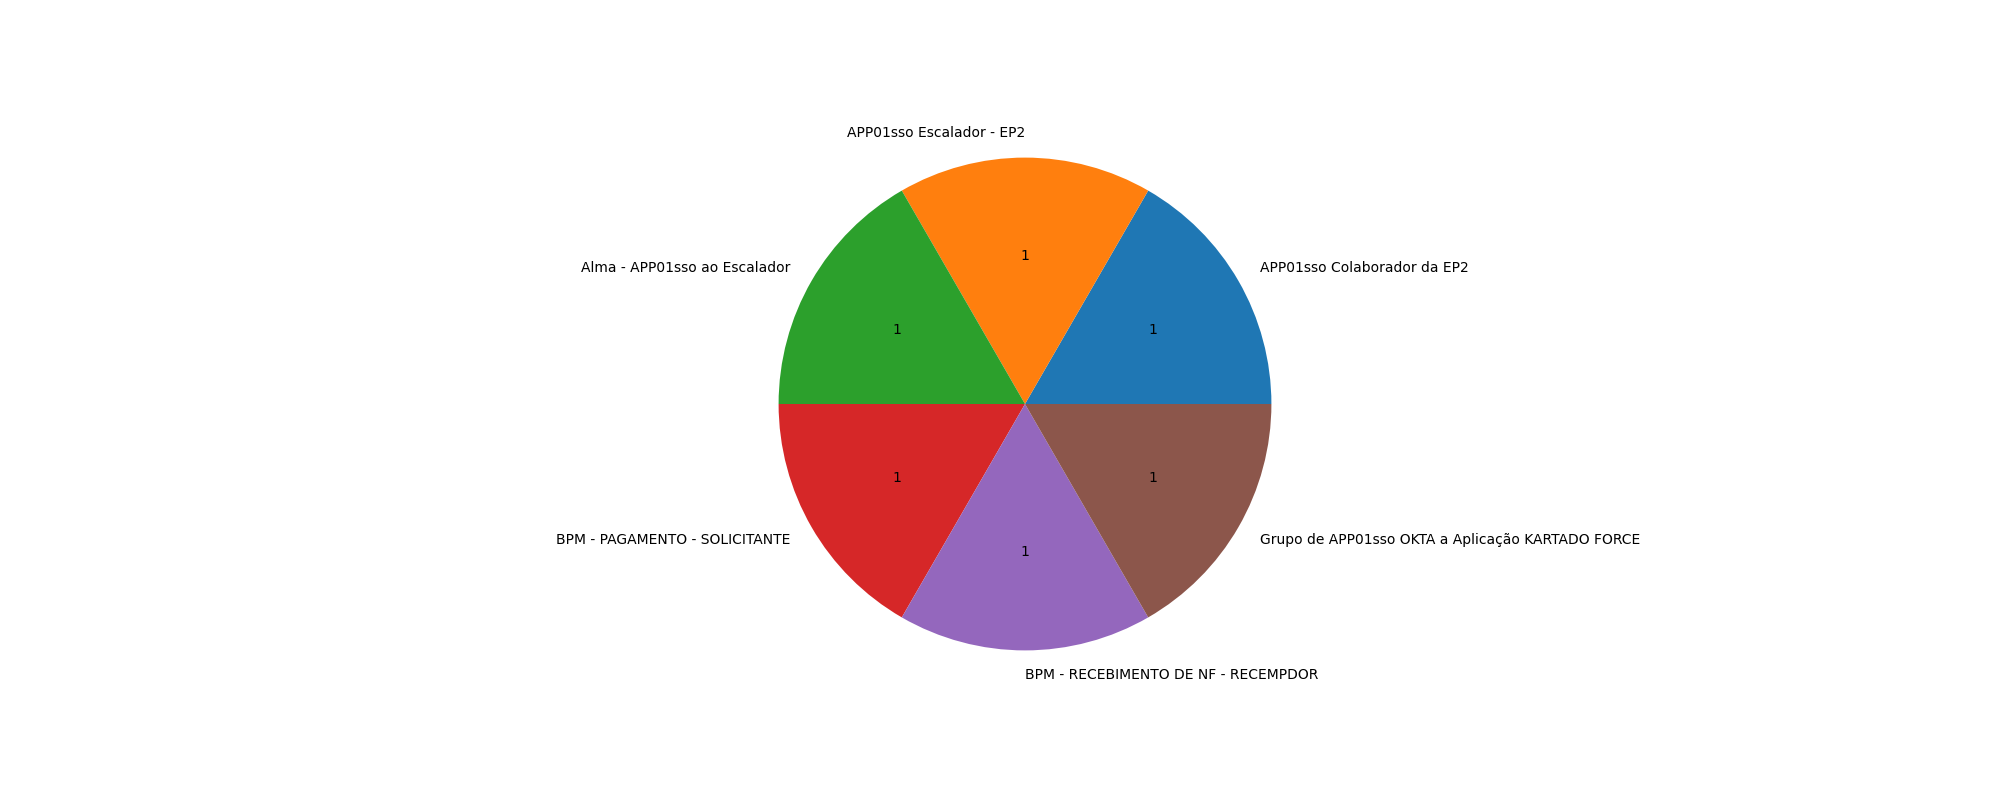 APP01sso Escalador - EP2
1
Alma - APP01sso ao Escalador
APP01sso Colaborador da EP2
1
1
1
1
BPM - PAGAMENTO - SOLICITANTE
Grupo de APP01sso OKTA a Aplicação KARTADO FORCE
1
BPM - RECEBIMENTO DE NF - RECEMPDOR